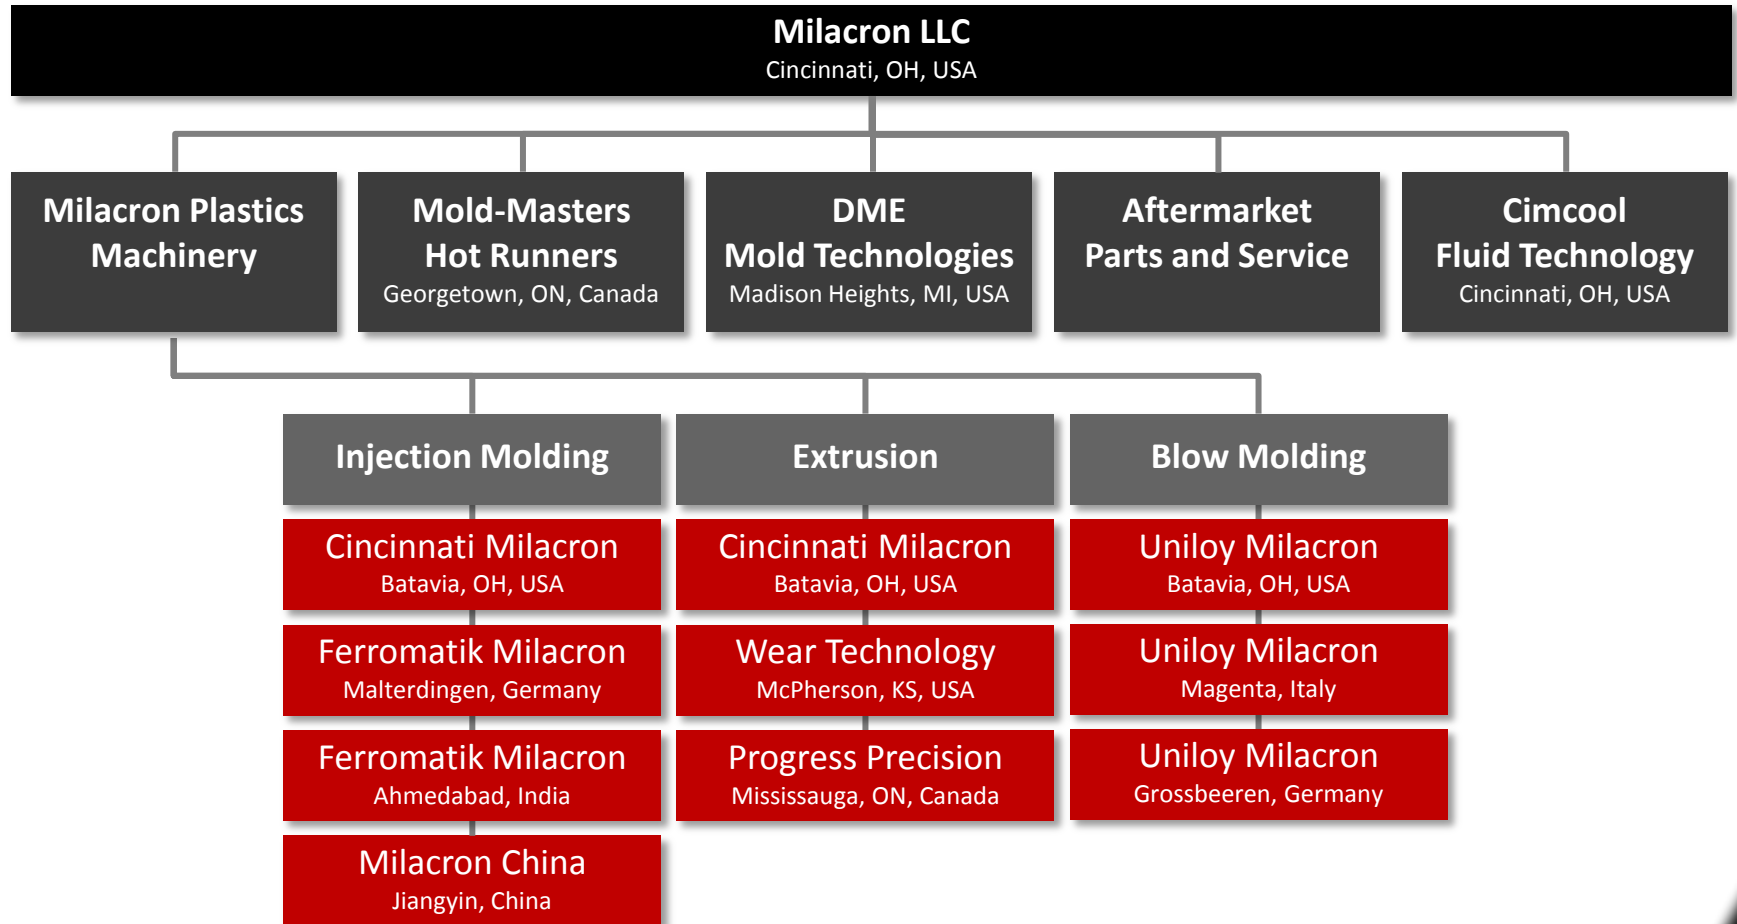 Milacron LLC
Cincinnati, OH, USA
Milacron Plastics
Machinery
Mold-Masters
Hot Runners
Georgetown, ON, Canada
DME
Mold Technologies
Madison Heights, MI, USA
Aftermarket
Parts and Service
Cimcool
Fluid Technology
Cincinnati, OH, USA
Injection Molding
Cincinnati Milacron
Batavia, OH, USA
Ferromatik Milacron
Malterdingen, Germany
Ferromatik Milacron
Ahmedabad, India
Milacron China
Jiangyin, China
Extrusion
Cincinnati Milacron
Batavia, OH, USA
Wear Technology
McPherson, KS, USA
Progress Precision
Mississauga, ON, Canada
Blow Molding
Uniloy Milacron
Batavia, OH, USA
Uniloy Milacron
Magenta, Italy
Uniloy Milacron
Grossbeeren, Germany